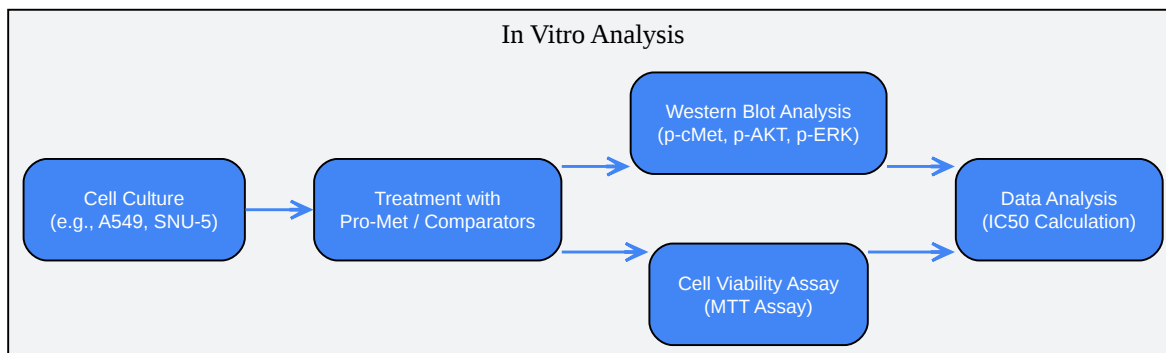 In Vitro Analysis
Cell Culture
(e.g., A549, SNU-5)
Treatment with
Pro-Met / Comparators
Western Blot Analysis
(p-cMet, p-AKT, p-ERK)
Cell Viability Assay
(MTT Assay)
Data Analysis
(IC50 Calculation)